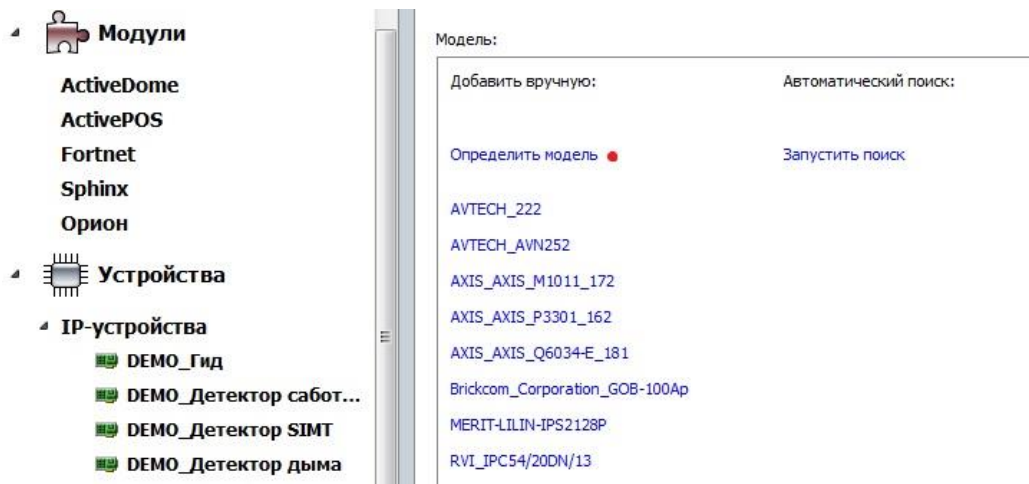 Модули
ActiveDome
ActivePOS
Fortnet
Sphinx
Орион
Устройства
IP-устройства
DEMO_Гид
DEMO_Детектор сабот...
DEMO_Детектор SIMT
DEMO_Детектор дыма
Модель:
Добавить вручную: Автоматический поиск:
Определить модель Запустить поиск
AVTECH_222
AVTECH_AVN252
AXIS_AXIS_M1011_172
AXIS_AXIS_P3301_162
AXIS_AXIS_Q6034-E_181
Brickcom_Corporation_GOB-100Ap
MERIT-LILIN-IPS2128P
RVI_IPC54/20DN/13